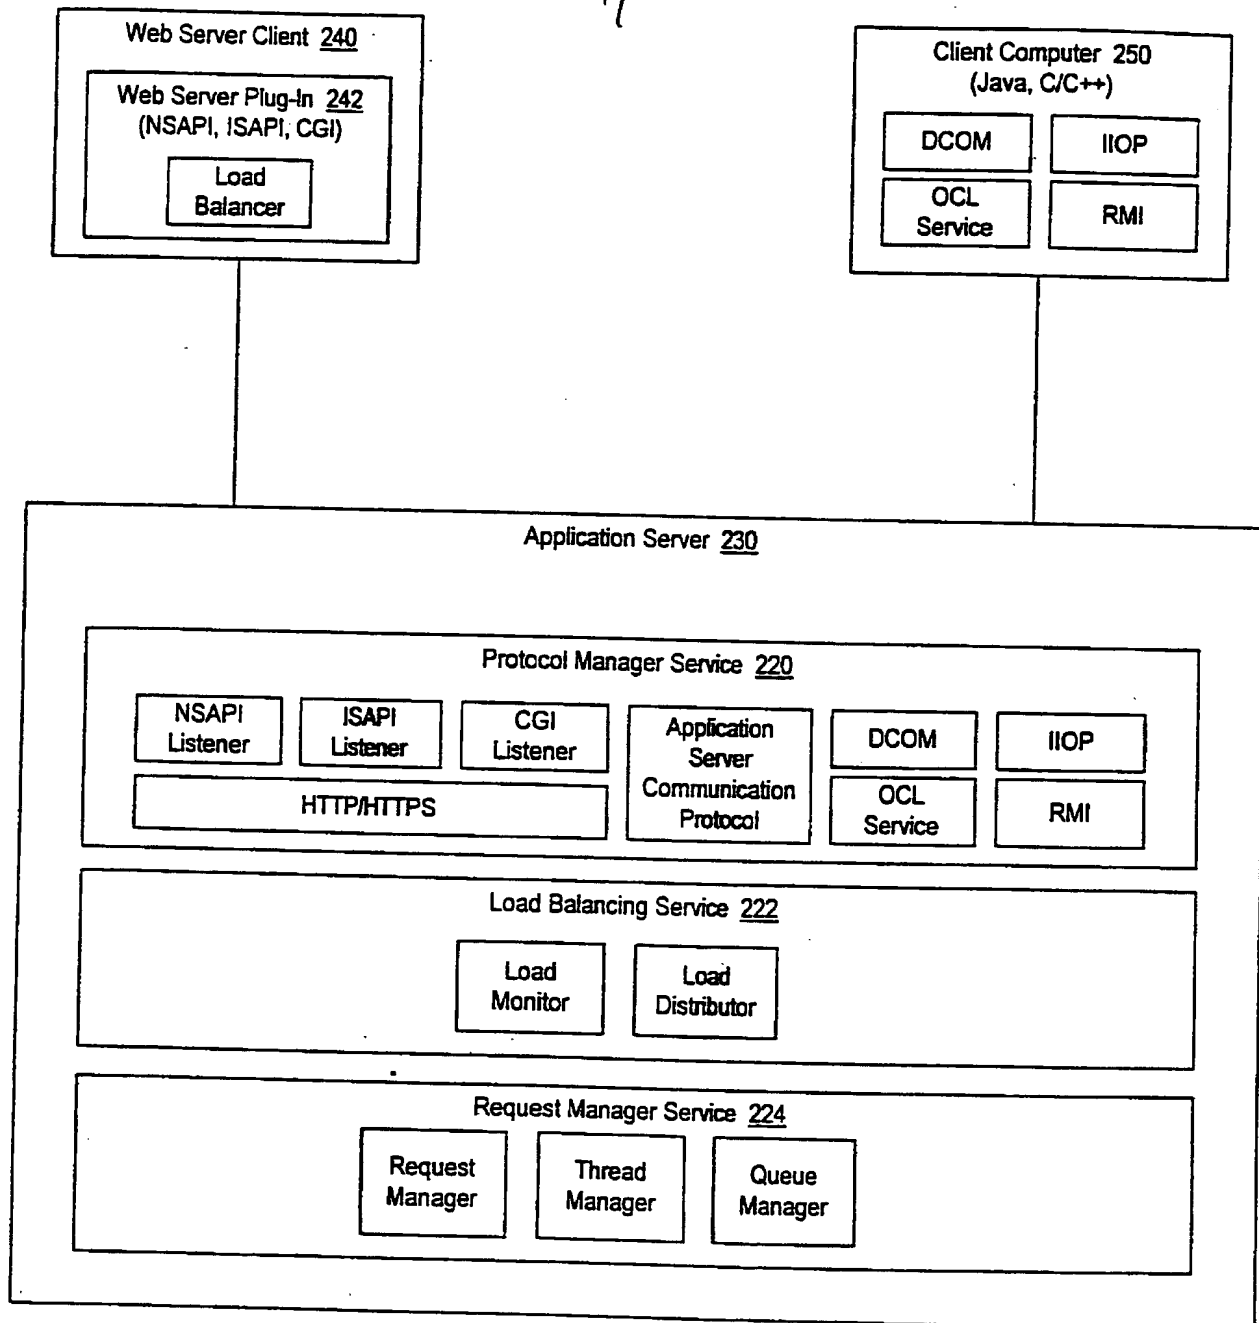 Web Server Client 240
Web Server Plug-In 242
(NSAPI, ISAPI, CGI)
Load
Balancer
Client Computer 250
(Java, C/C++)
DCOM
IIOP
OCL
Service
RMI
Application Server 230
Protocol Manager Service 220
NSAPI
Listener
ISAPI
Listener
CGI
Listener
HTTP/HTTPS
Application
Server
Communication
Protocol
DCOM
IIOP
OCL
Service
RMI
Load Balancing Service 222
Load
Monitor
Load
Distributor
Request Manager Service 224
Request
Manager
Thread
Manager
Queue
Manager